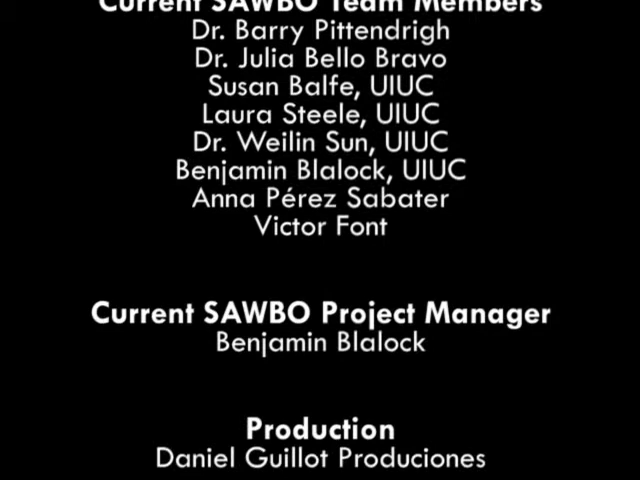 Current SAWBO Team Members
Dr. Barry Pittendrigh
Dr. Julia Bello Bravo
Susan Balfe, UIUC
Laura Steele, UIUC
Dr. Weilin Sun, UIUC
Benjamin Blalock, UIUC
Anna Pérez Sabater
Victor Font
Current SAWBO Project Manager
Benjamin Blalock
Production
Daniel Guillot Produciones